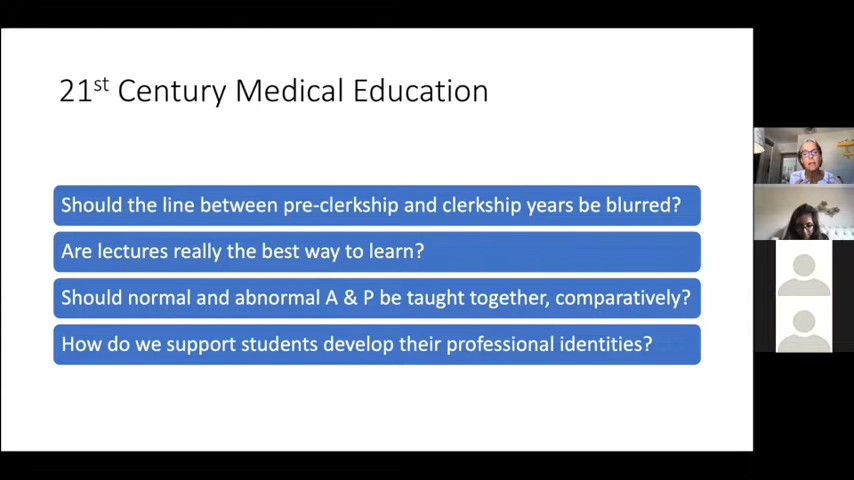 21st Century Medical Education
Should the line between pre-clerkship and clerkship years be blurred?
Are lectures really the best way to learn?
Should normal and abnormal A & P be taught together, comparatively?
How do we support students develop their professional identities?